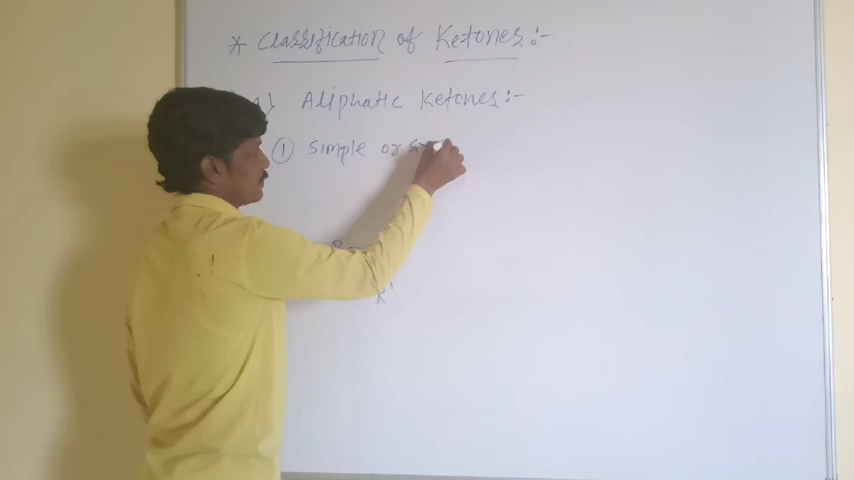 * Classification of Ketones:-
A} Aliphatic Ketones:-
① Simple or
R
R'